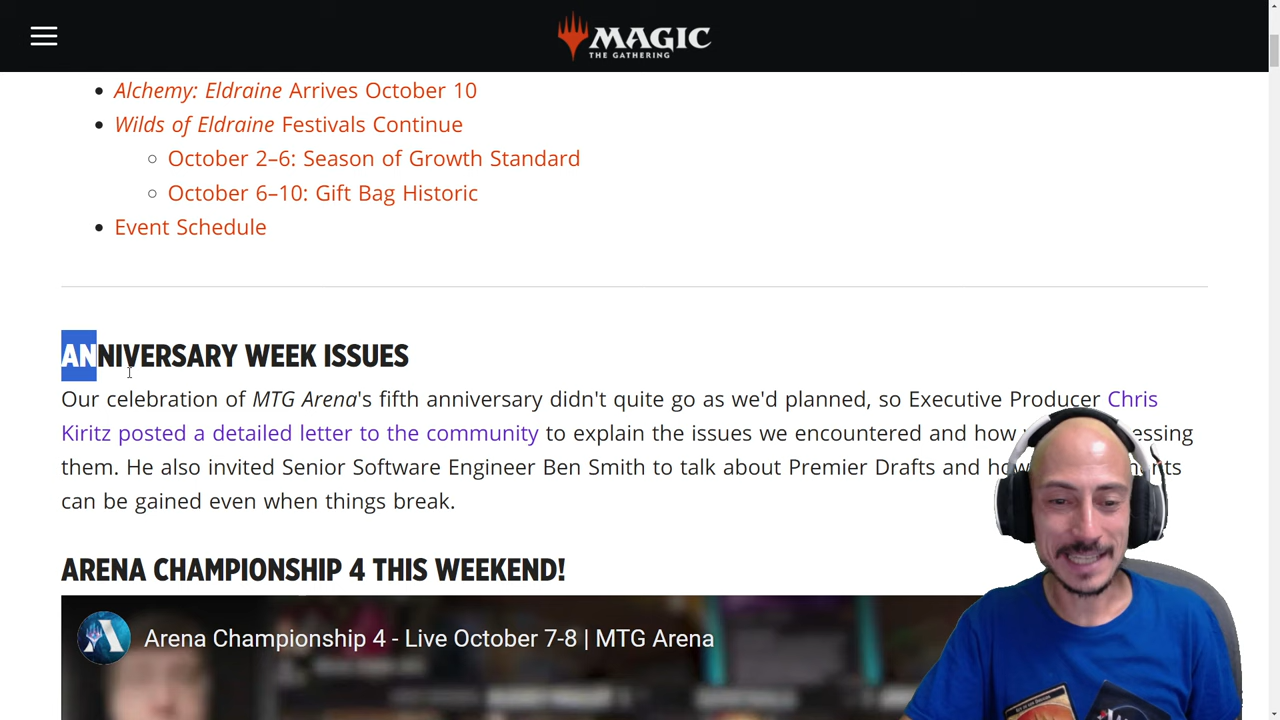 MAGIC
THE GATHERING
Alchemy: Eldraine Arrives October 10
Wilds of Eldraine Festivals Continue
October 2–6: Season of Growth Standard
October 6–10: Gift Bag Historic
Event Schedule
ANNIVERSARY WEEK ISSUES
Our celebration of MTG Arena's fifth anniversary didn't quite go as we'd planned, so Executive Producer Chris
Kiritz posted a detailed letter to the community to explain the issues we encountered and how
them. He also invited Senior Software Engineer Ben Smith to talk about Premier Drafts and
can be gained even when things break.
ARENA CHAMPIONSHIP 4 THIS WEEKEND!
Arena Championship 4 - Live October 7-8 | MTG Arena